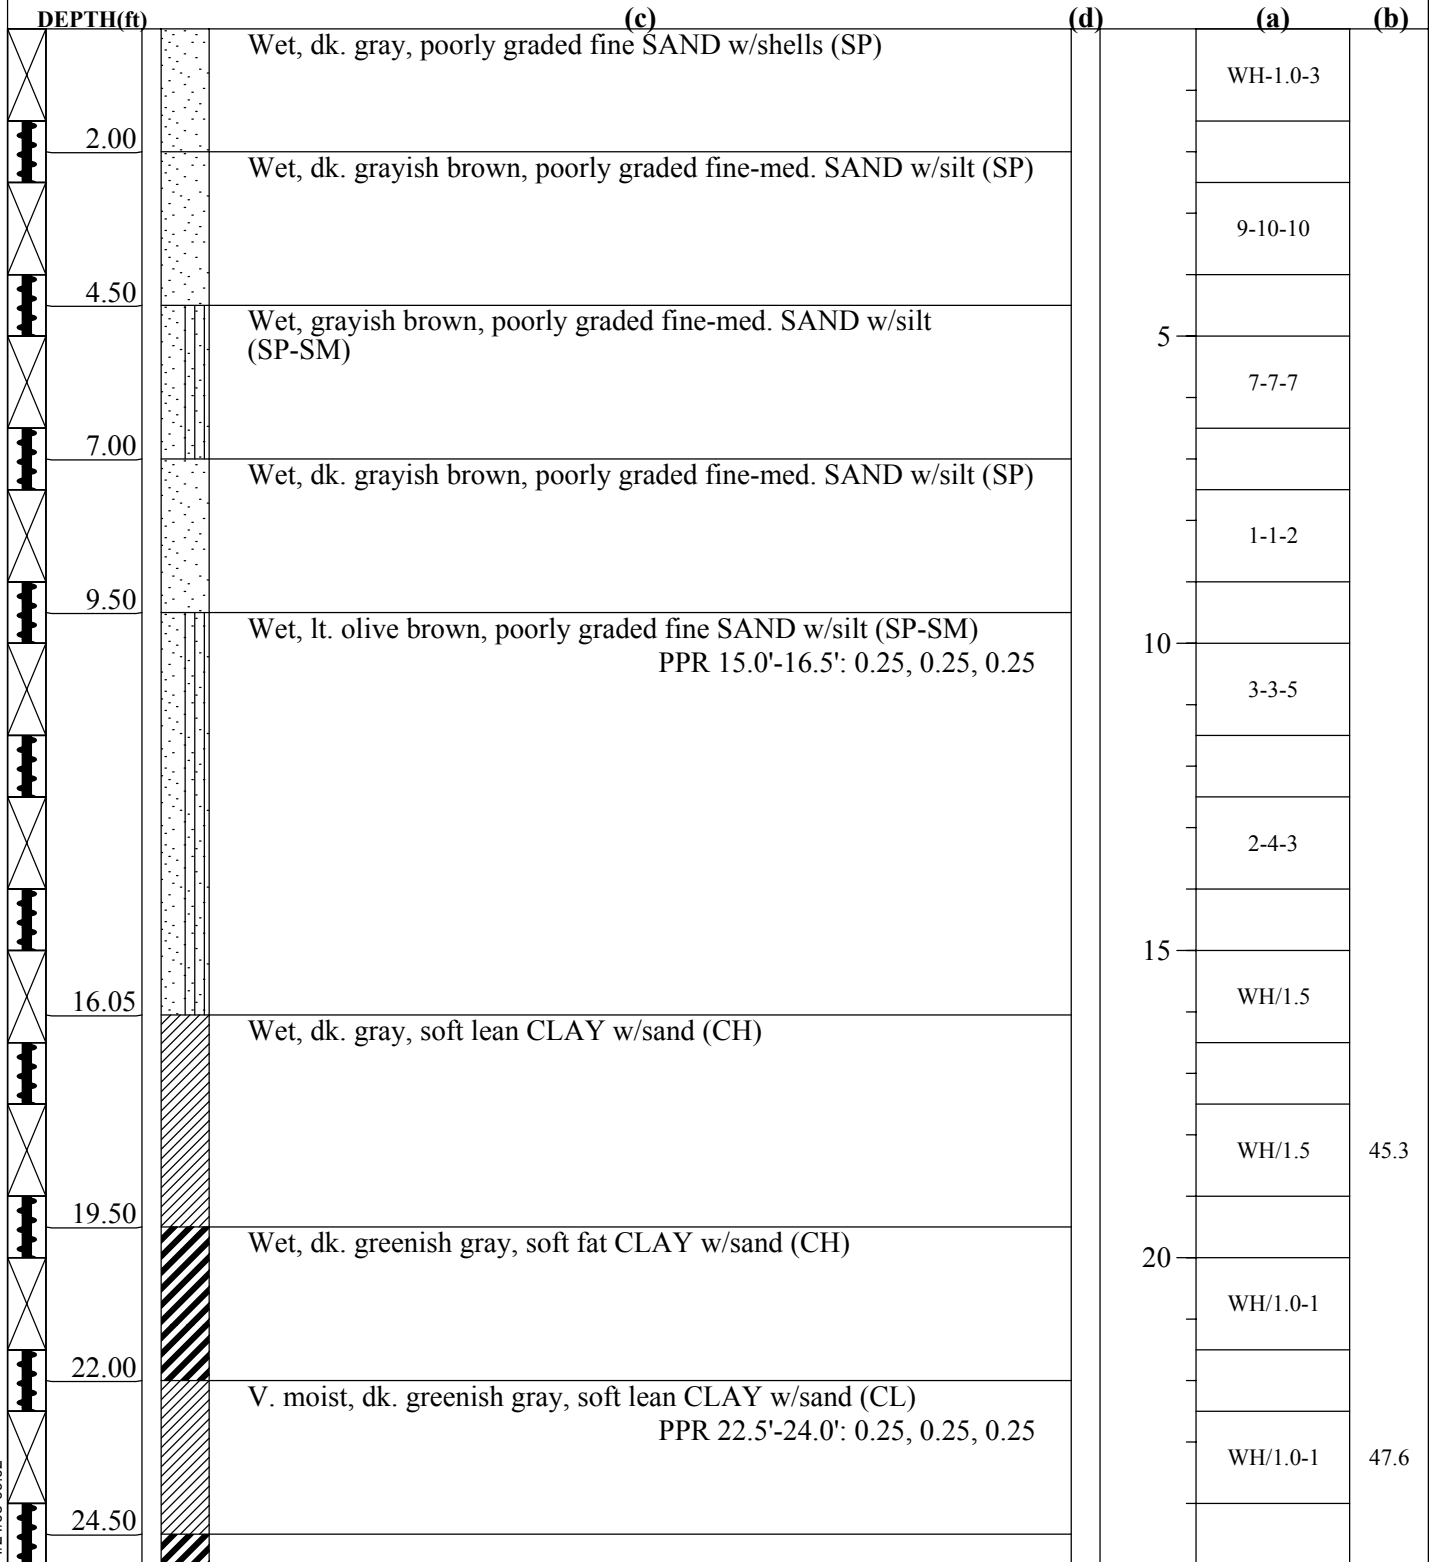 DEPTH(ft) (c) (d) (a) (b)
Wet, dk. gray, poorly graded fine SAND w/shells (SP)
WH-1.0-3
2.00
Wet, dk. grayish brown, poorly graded fine-med. SAND w/silt (SP)
9-10-10
4.50
Wet, grayish brown, poorly graded fine-med. SAND w/silt
(SP-SM)
5
7-7-7
7.00
Wet, dk. grayish brown, poorly graded fine-med. SAND w/silt (SP)
1-1-2
9.50
Wet, lt. olive brown, poorly graded fine SAND w/silt (SP-SM)
10
PPR 15.0'-16.5': 0.25, 0.25, 0.25
3-3-5
2-4-3
15
16.05
WH/1.5
Wet, dk. gray, soft lean CLAY w/sand (CH)
WH/1.5 45.3
19.50
Wet, dk. greenish gray, soft fat CLAY w/sand (CH)
20
WH/1.0-1
22.00
V. moist, dk. greenish gray, soft lean CLAY w/sand (CL)
PPR 22.5'-24.0': 0.25, 0.25, 0.25
WH/1.0-1 47.6
24.50